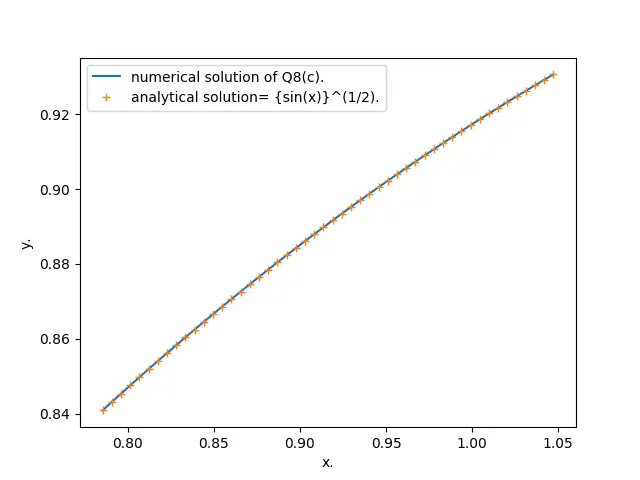 numerical solution of Q8(c).
analytical solution= {sin(x)}^(1/2).
0.92
0.90
0.88
0.86
0.84
y.
0.80
0.85
0.90
0.95
1.00
1.05
x.